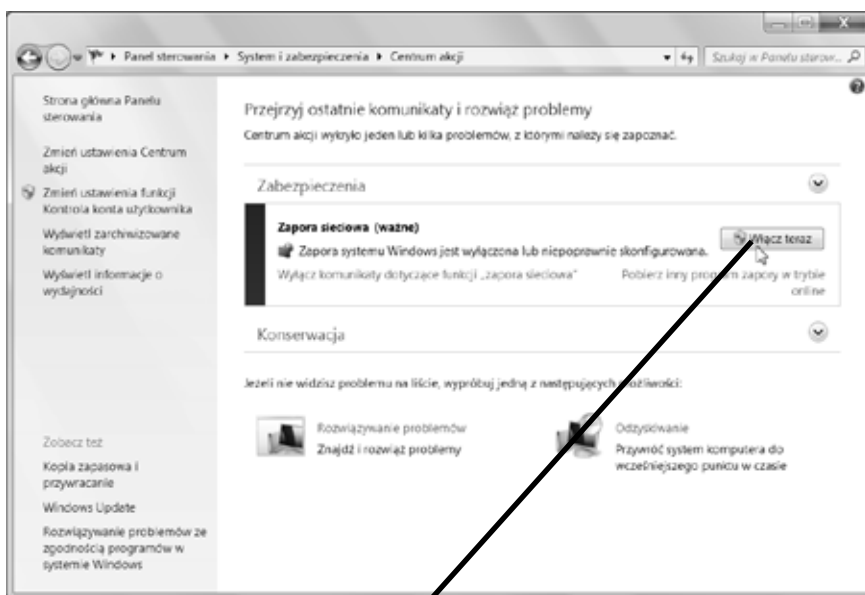 Panel sterowania ▸ System i zabezpieczenia ▸ Centrum akcji
Szukaj w Panelu sterow...
Strona główna Panelu
sterowania
Zmień ustawienia Centrum
akcji
Zmień ustawienia funkcji
Kontrola konta użytkownika
Wyświetl zarchiwizowane
komunikaty
Wyświetl informacje o
wydajności
Zobacz też
Kopia zapasowa i
przywracanie
Windows Update
Rozwiązywanie problemów ze
zgodnością programów w
systemie Windows
Przejrzyj ostatnie komunikaty i rozwiąż problemy
Centrum akcji wykryło jeden lub kilka problemów, z którymi należy się zapoznać.
Zabezpieczenia
Zapora sieciowa (ważne)
Zapora systemu Windows jest wyłączona lub niepoprawnie skonfigurowana.
Włącz teraz
Wyłącz komunikaty dotyczące funkcji „zapora sieciowa”
Pobierz inny program zapory w trybie
online
Konserwacja
Jeżeli nie widzisz problemu na liście, wypróbuj jedną z następujących możliwości:
Rozwiązywanie problemów
Znajdź i rozwiąż problemy
Odzyskiwanie
Przywróć system komputera do
wcześniejszego punktu w czasie